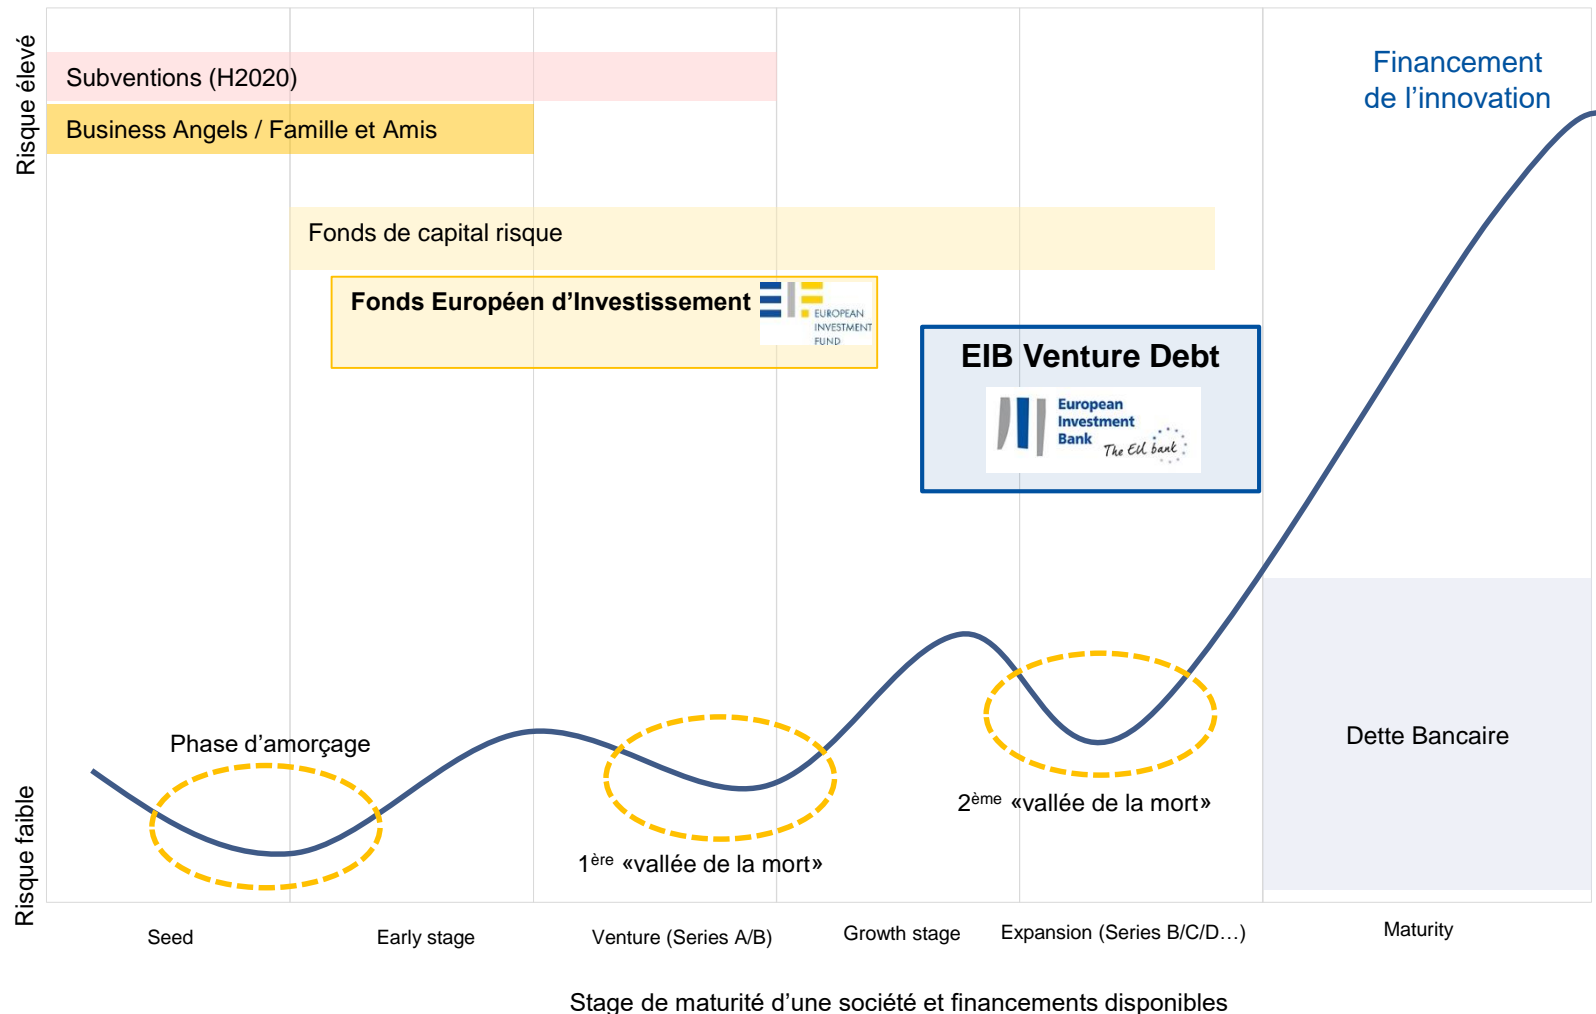 Risque élevé
Subventions (H2020)
Business Angels / Famille et Amis
Financement
de l'innovation
Fonds de capital risque
Fonds Européen d'Investissement
EUROPEAN
INVESTMENT
FUND
EIB Venture Debt
European
Investment
Bank
The EU bank
Phase d'amorçage
Dette Bancaire
2ème «vallée de la mort»
1ère «vallée de la mort»
Risque faible
Seed
Early stage
Venture (Series A/B)
Growth stage
Expansion (Series B/C/D…)
Maturity
Stage de maturité d'une société et financements disponibles